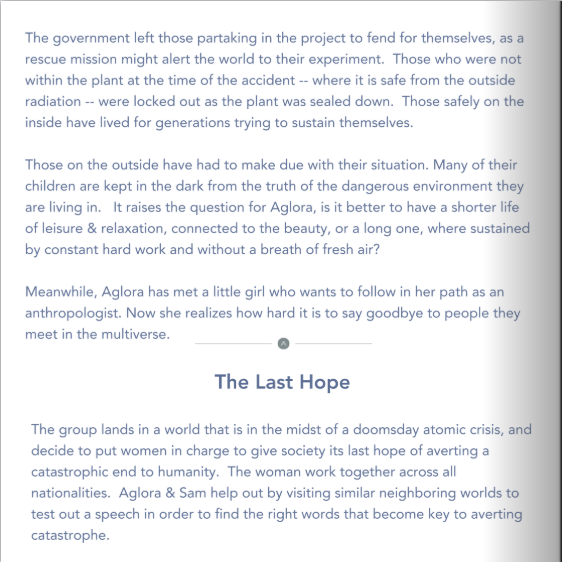 The government left those partaking in the project to fend for themselves, as a
rescue mission might alert the world to their experiment.  Those who were not
within the plant at the time of the accident -- where it is safe from the outside
radiation -- were locked out as the plant was sealed down.  Those safely on the
inside have lived for generations trying to sustain themselves.

Those on the outside have had to make due with their situation. Many of their
children are kept in the dark from the truth of the dangerous environment they
are living in.   It raises the question for Aglora, is it better to have a shorter life
of leisure & relaxation, connected to the beauty, or a long one, where sustained
by constant hard work and without a breath of fresh air?

Meanwhile, Aglora has met a little girl who wants to follow in her path as an
anthropologist. Now she realizes how hard it is to say goodbye to people they
meet in the multiverse.

The Last Hope

The group lands in a world that is in the midst of a doomsday atomic crisis, and
decide to put women in charge to give society its last hope of averting a
catastrophic end to humanity.  The woman work together across all
nationalities.  Aglora & Sam help out by visiting similar neighboring worlds to
test out a speech in order to find the right words that become key to averting
catastrophe.